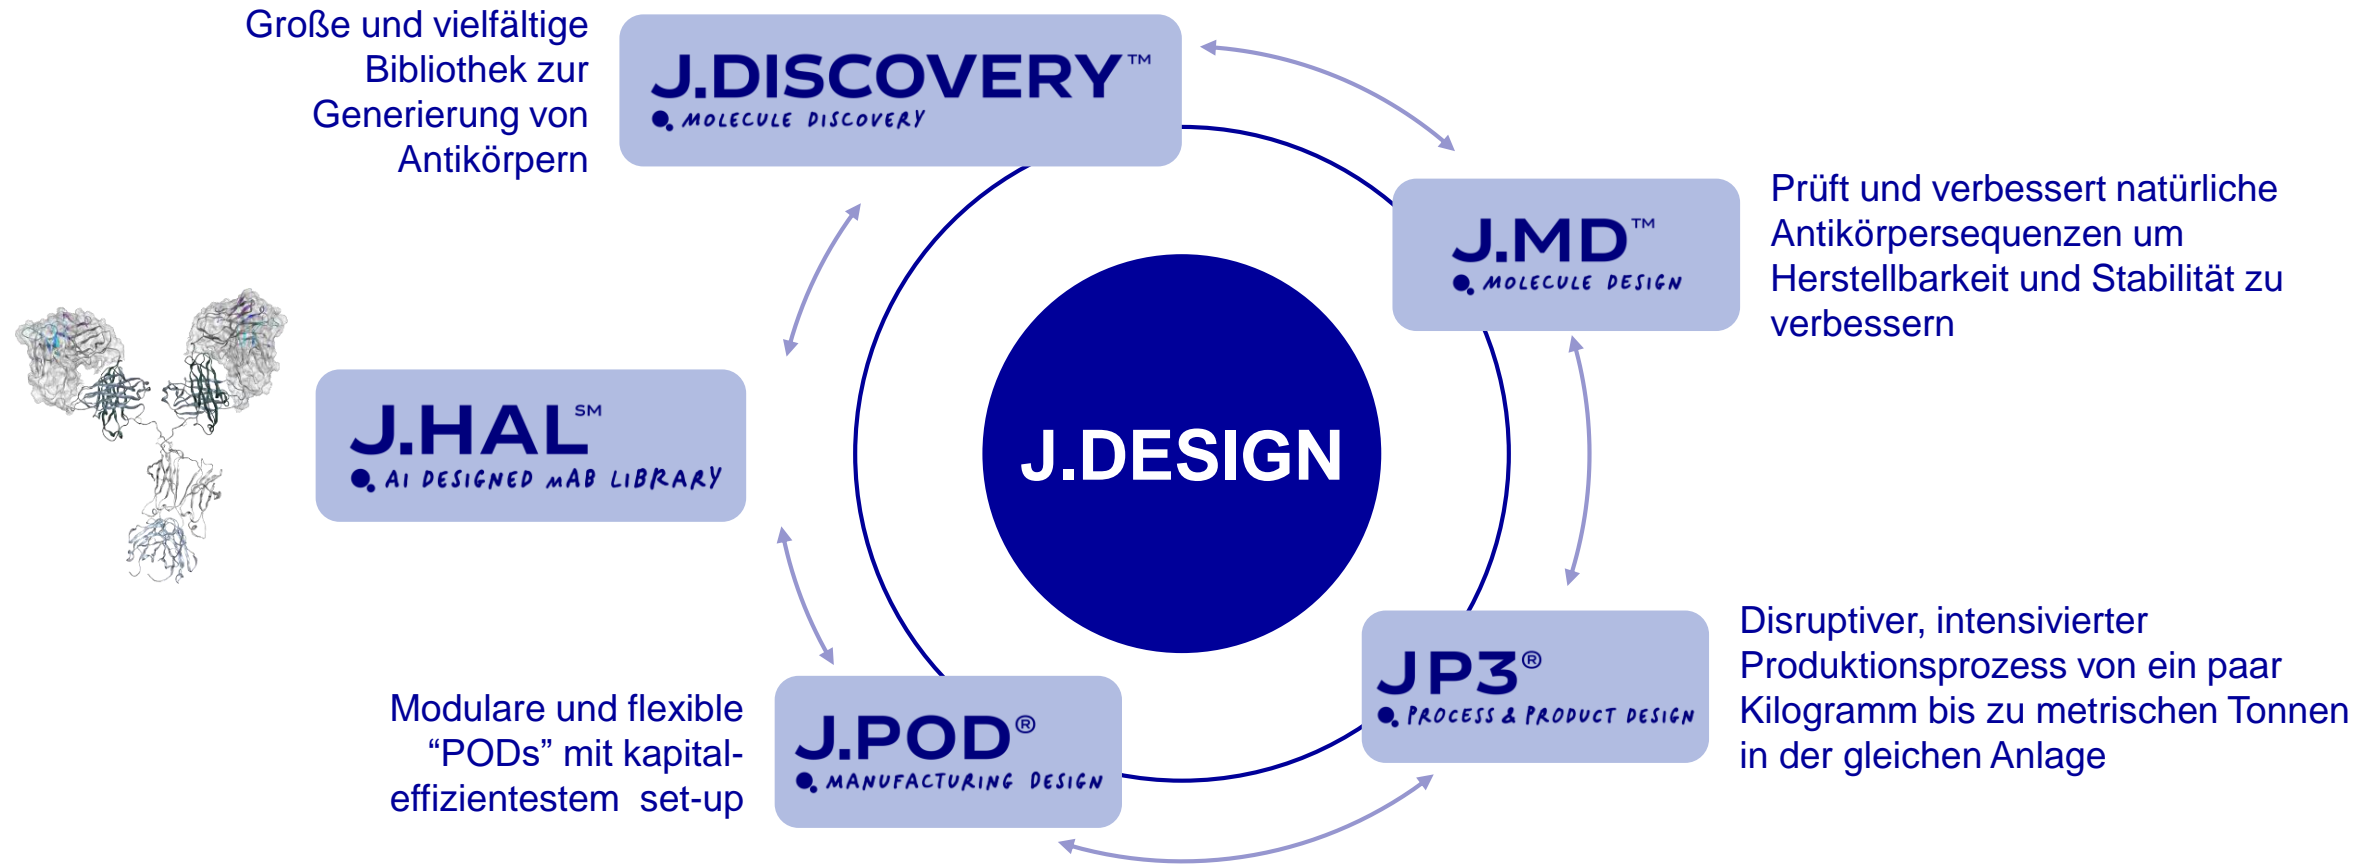 Große und vielfältige
Bibliothek zur
Generierung von
Antikörpern
J.DISCOVERY™
MOLECULE DISCOVERY
J.MD™
MOLECULE DESIGN
Prüft und verbessert natürliche
Antikörpersequenzen um
Herstellbarkeit und Stabilität zu
verbessern
J.HAL℠
AI DESIGNED mAB LIBRARY
J.DESIGN
JP3®
PROCESS & PRODUCT DESIGN
Disruptiver, intensivierter
Produktionsprozess von ein paar
Kilogramm bis zu metrischen Tonnen
in der gleichen Anlage
Modulare und flexible
“PODs” mit kapital-
effizientestem set-up
J.POD®
MANUFACTURING DESIGN